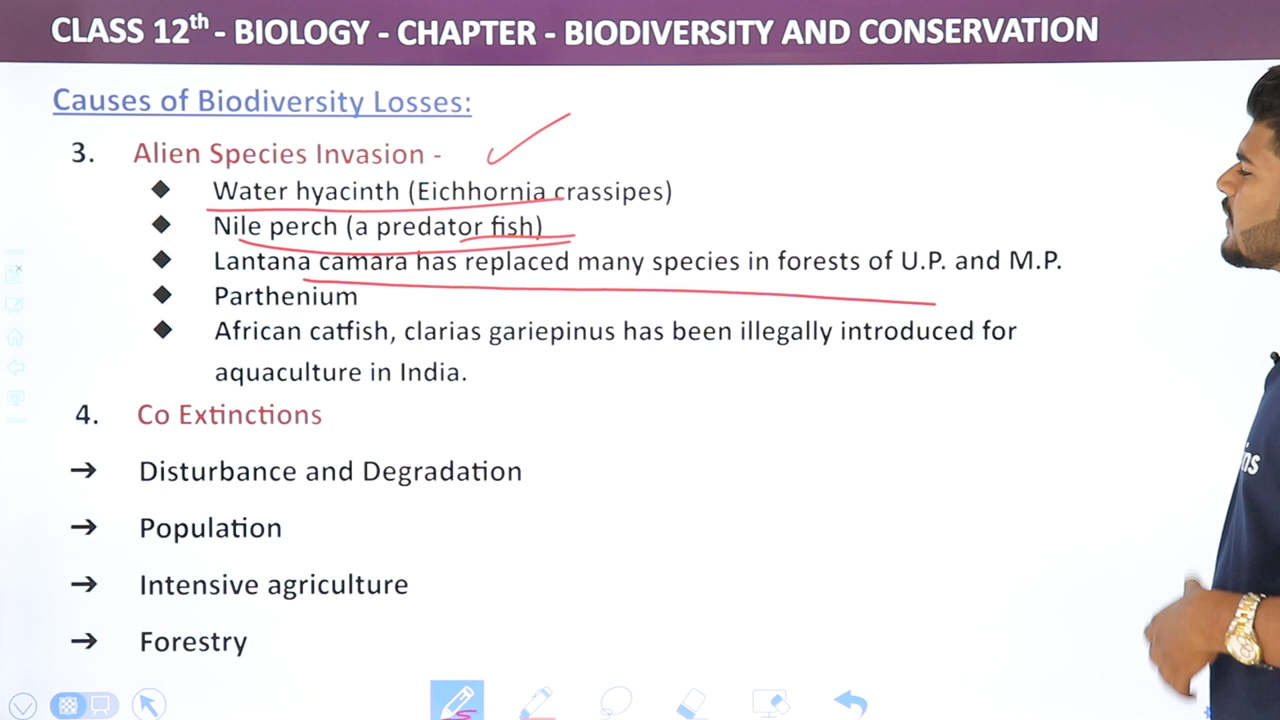 CLASS 12th - BIOLOGY - CHAPTER - BIODIVERSITY AND CONSERVATION
Causes of Biodiversity Losses:
3. Alien Species Invasion -
◆ Water hyacinth (Eichhornia crassipes)
◆ Nile perch (a predator fish)
◆ Lantana camara has replaced many species in forests of U.P. and M.P.
◆ Parthenium
◆ African catfish, clarias gariepinus has been illegally introduced for
aquaculture in India.
4. Co Extinctions
→ Disturbance and Degradation
→ Population
→ Intensive agriculture
→ Forestry